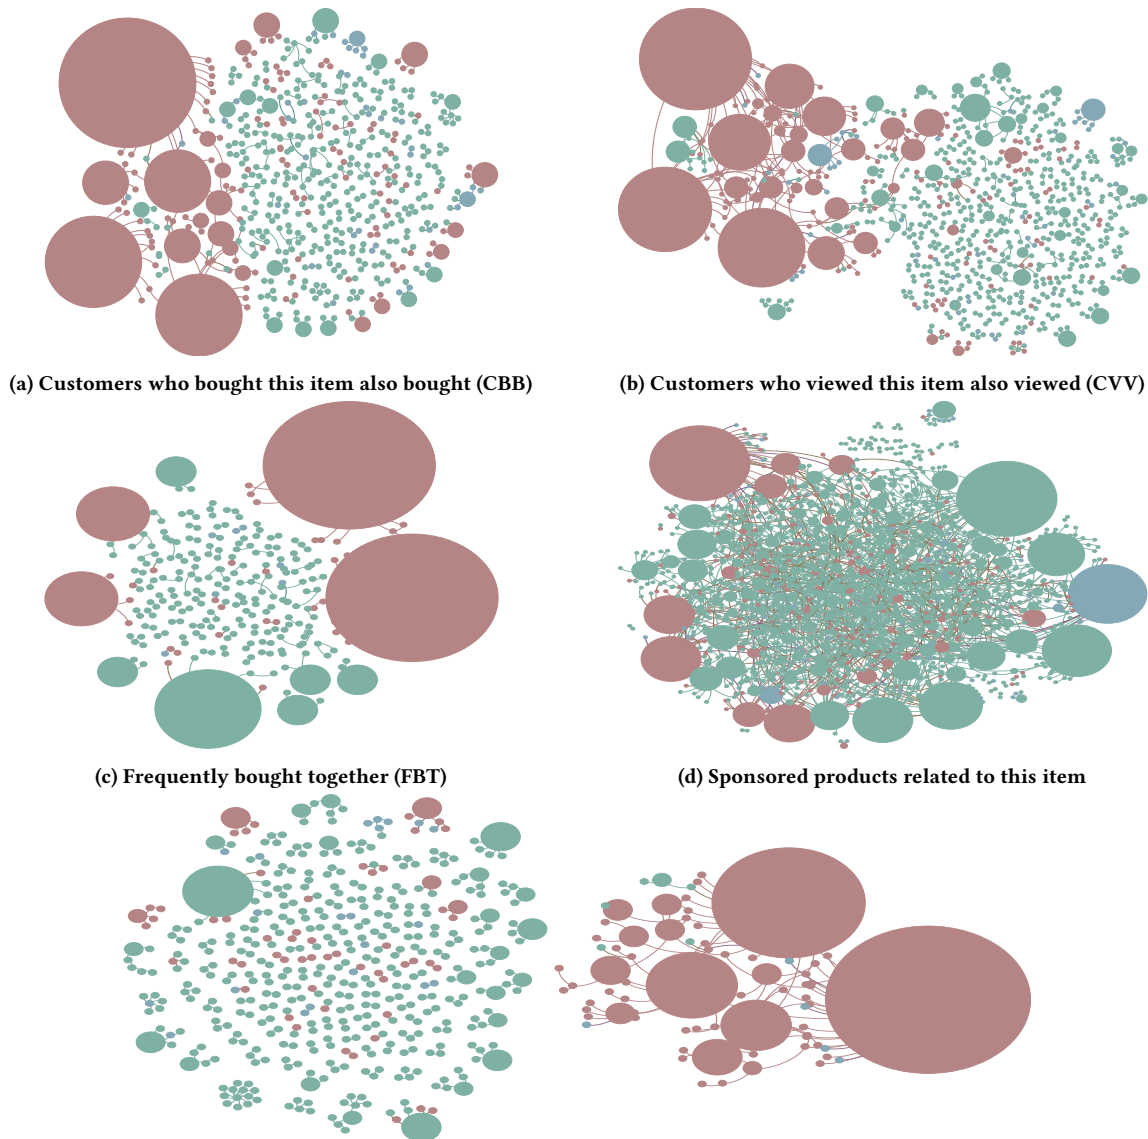 (a) Customers who bought this item also bought (CBB)
(b) Customers who viewed this item also viewed (CVV)
(c) Frequently bought together (FBT)
(d) Sponsored products related to this item